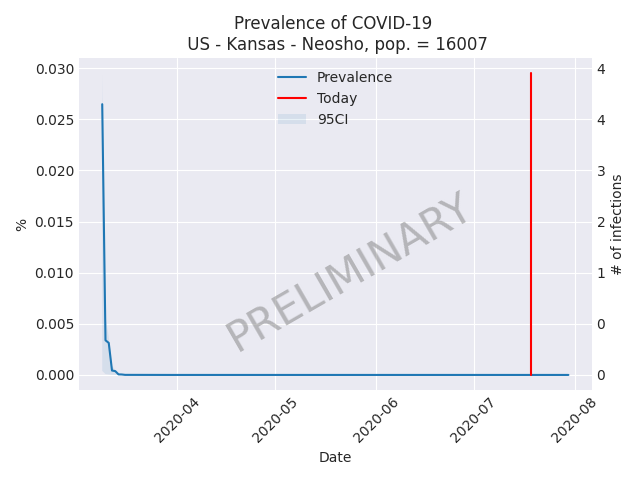 Prevalence of COVID-19
US - Kansas - Neosho, pop. = 16007
Prevalence
Today
95CI
0.030
0.025
0.020
0.015
0.010
0.005
0.000
%
4
4
3
2
1
0
0
# of infections
PRELIMINARY
2020-04
2020-05
2020-06
2020-07
2020-08
Date